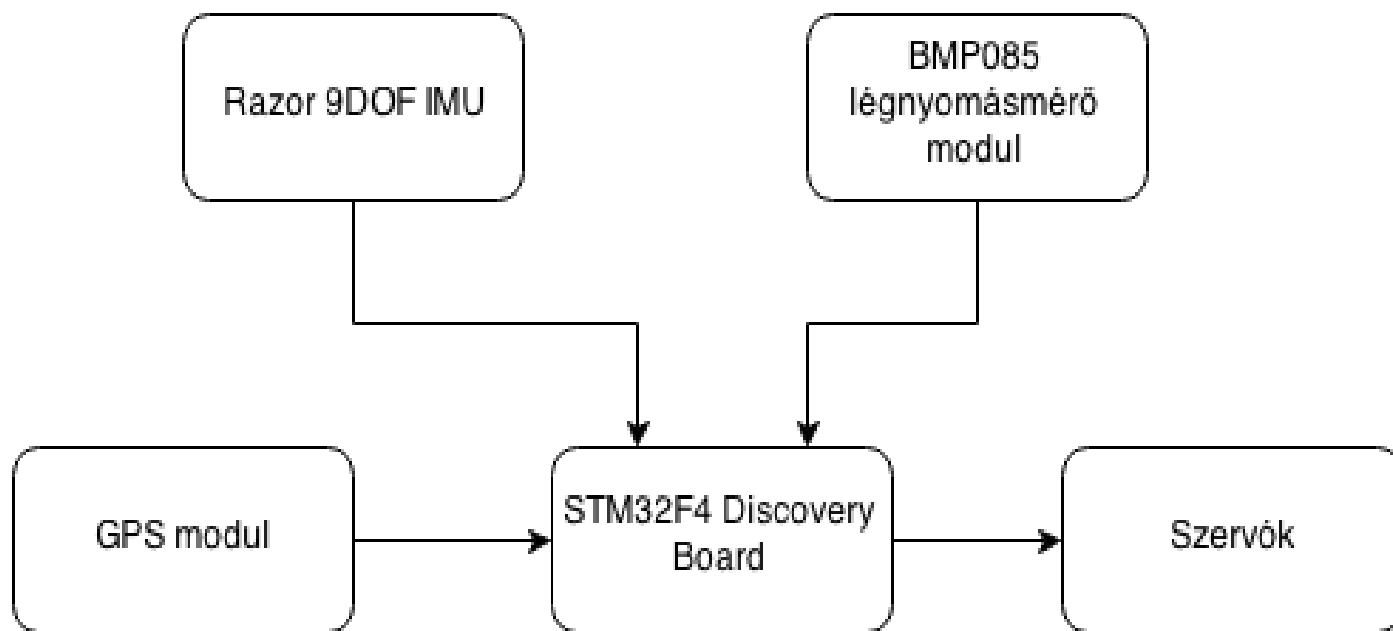 Razor 9DOF IMU
BMP085
légnyomásmérő
modul
GPS modul
STM32F4 Discovery
Board
Szervók